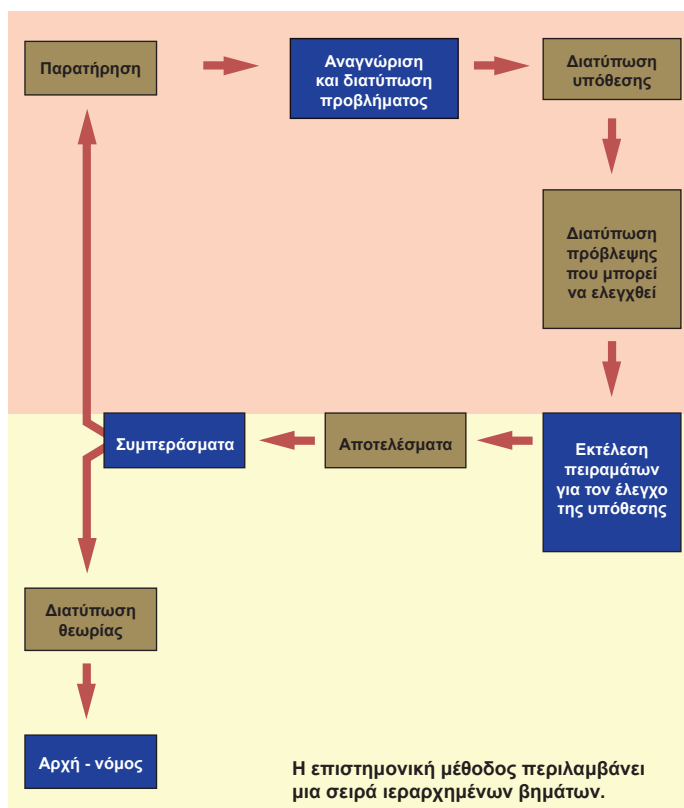 Παρατήρηση
Αναγνώριση
και διατύπωση
προβλήματος
Διατύπωση
υπόθεσης
Διατύπωση
πρόβλεψης
που μπορεί
να ελεγχθεί
Εκτέλεση
πειραμάτων
για τον έλεγχο
της υπόθεσης
Αποτελέσματα
Συμπεράσματα
Διατύπωση
θεωρίας
Αρχή - νόμος
Η επιστημονική μέθοδος περιλαμβάνει
μια σειρά ιεραρχημένων βημάτων.